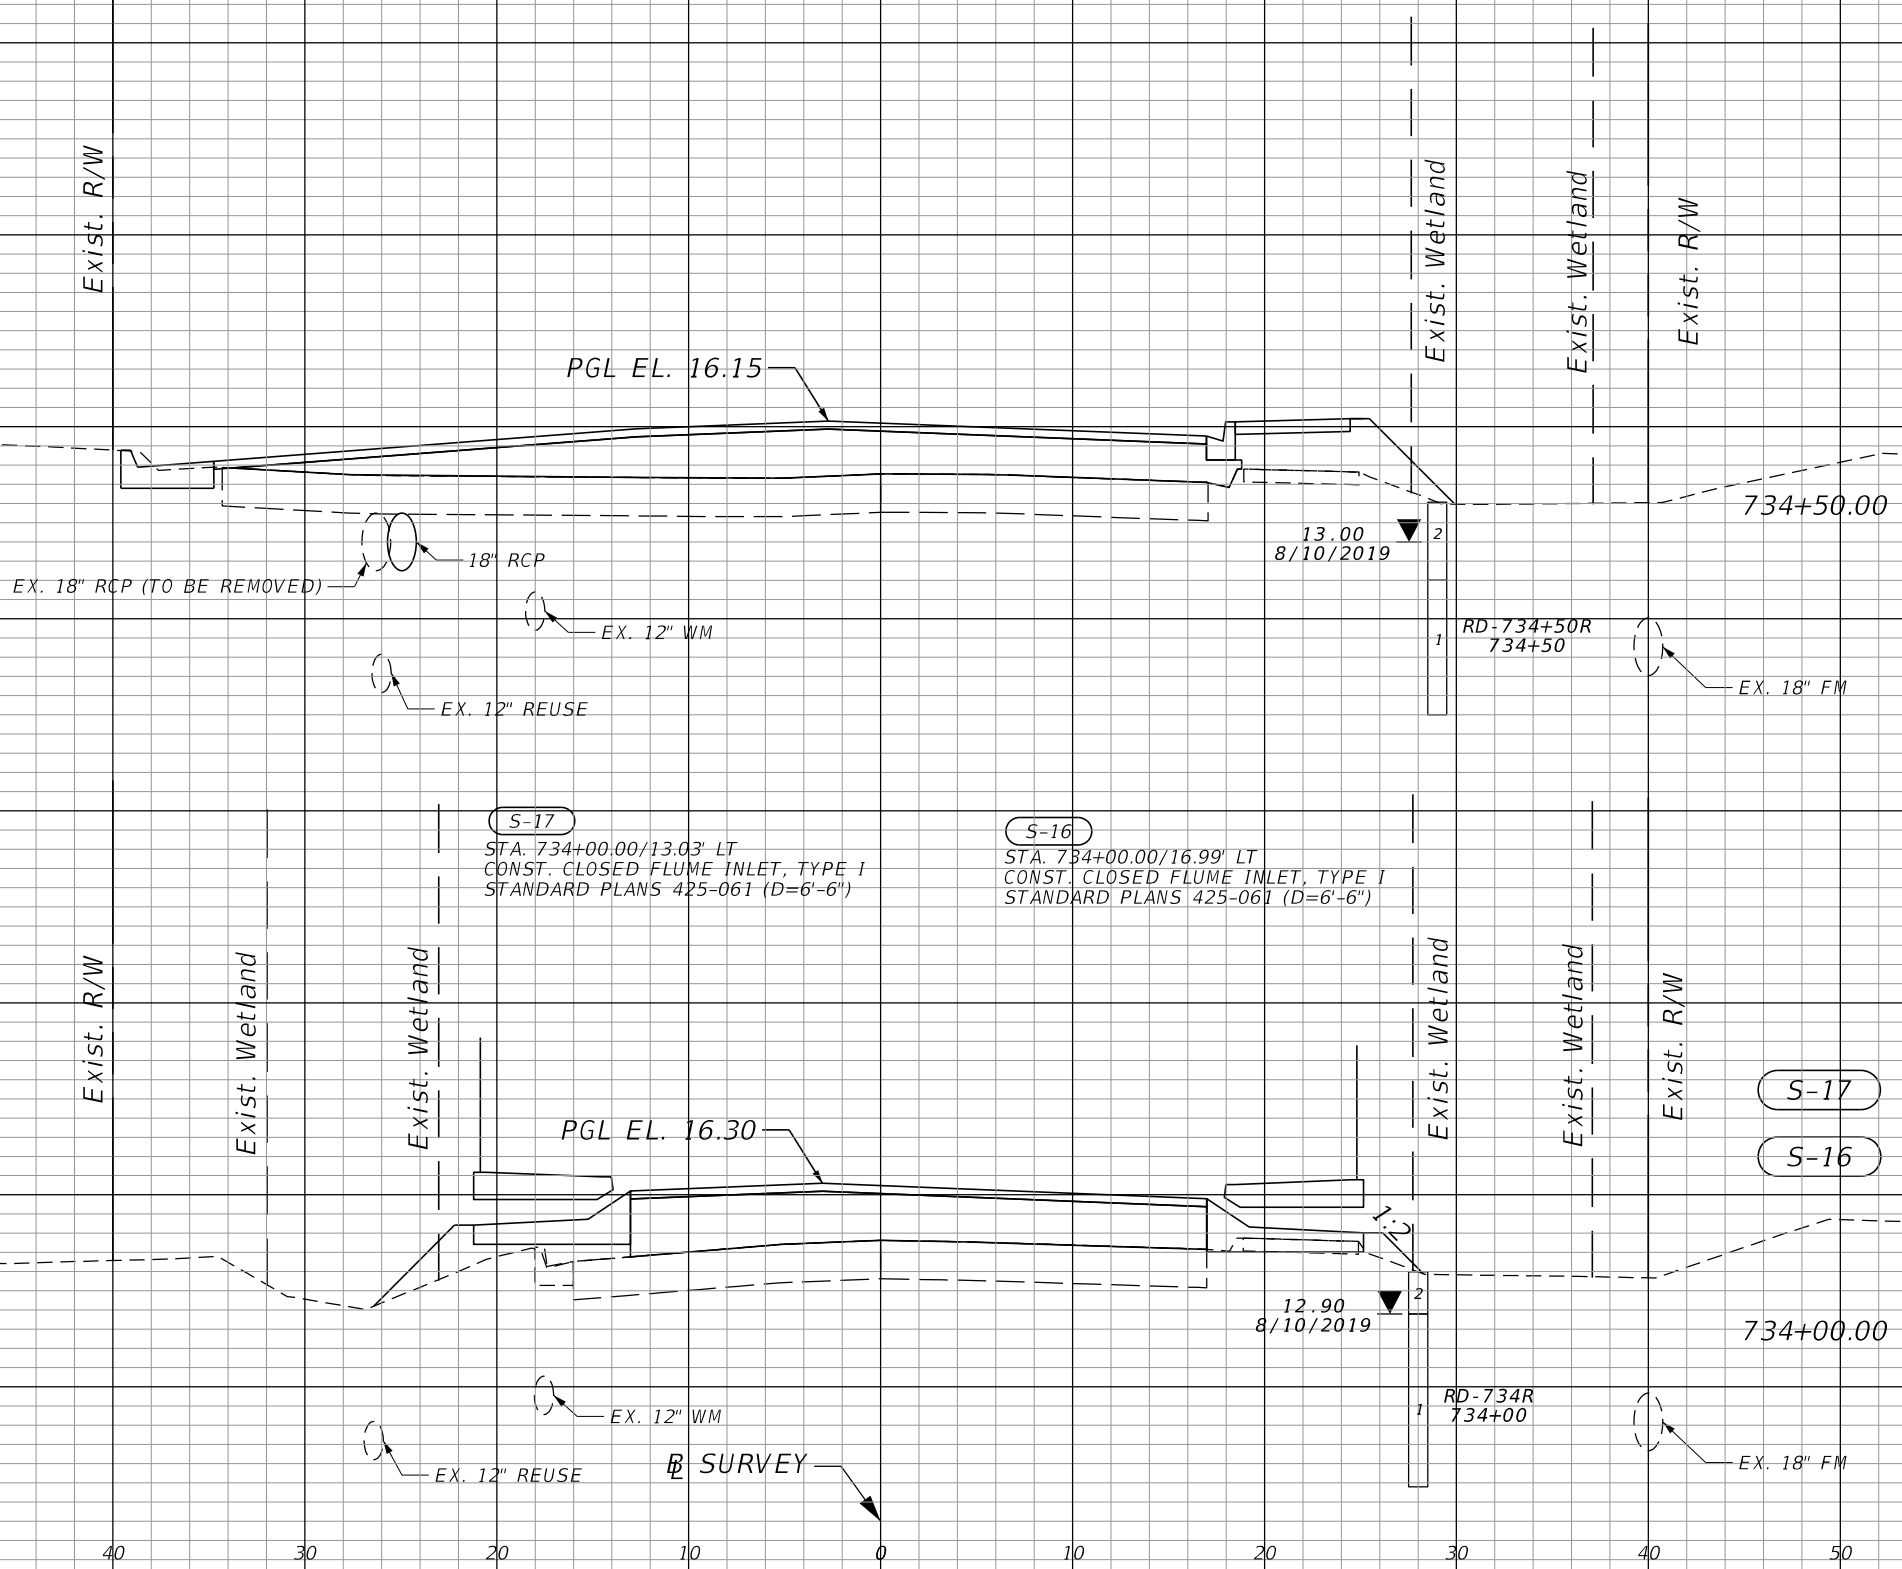 Exist. R/W
Exist. Wetland
Exist. Wetland
Exist. R/W
PGL EL. 16.15
734+50.00
13.00
8/10/2019
2
18" RCP
EX. 18" RCP (TO BE REMOVED)
EX. 12" WM
RD-734+50R
734+50
1
EX. 18" FM
EX. 12" REUSE
S-17
STA. 734+00.00/13.03' LT
CONST. CLOSED FLUME INLET, TYPE I
STANDARD PLANS 425-061 (D=6'-6")
S-16
STA. 734+00.00/16.99' LT
CONST. CLOSED FLUME INLET, TYPE I
STANDARD PLANS 425-061 (D=6'-6")
Exist. R/W
Exist. Wetland
Exist. Wetland
Exist. Wetland
Exist. Wetland
Exist. R/W
S-17
S-16
PGL EL. 16.30
1:2
2
12.90
8/10/2019
734+00.00
RD-734R
734+00
1
EX. 12" WM
EX. 12" REUSE
BL SURVEY
EX. 18" FM
40 30 20 10 0 10 20 30 40 50